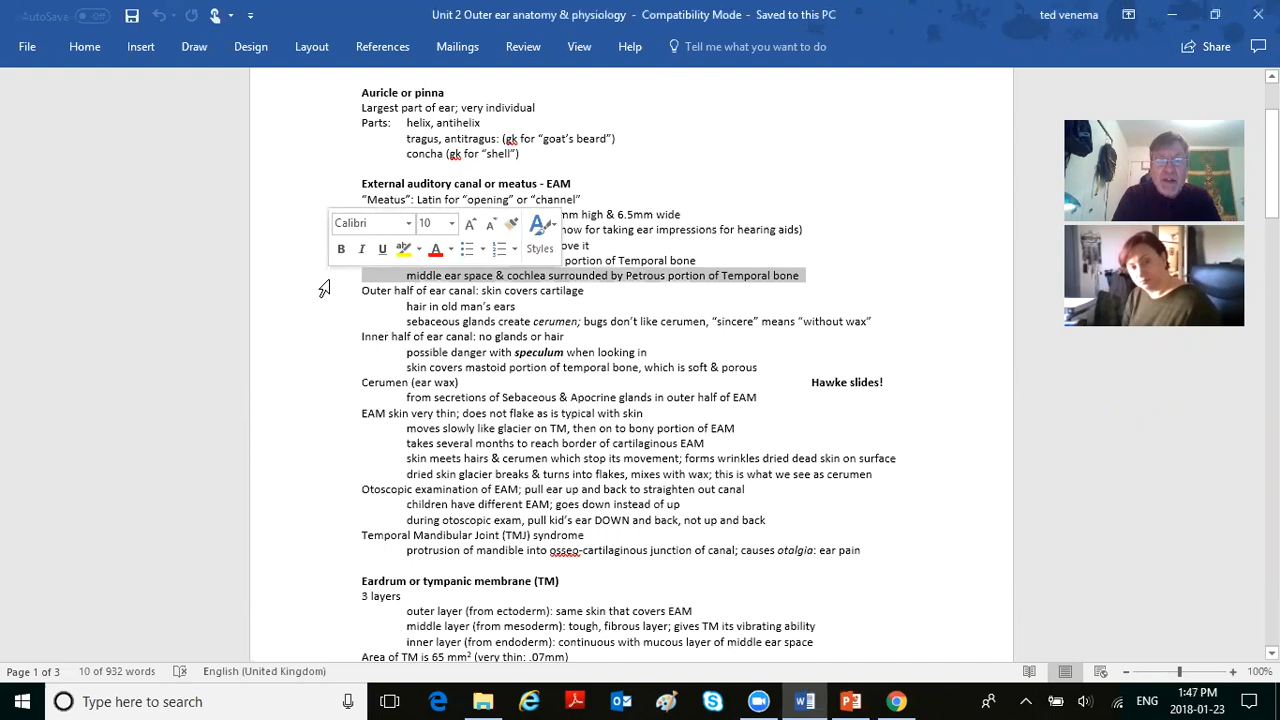 AutoSave
Off
Unit 2 Outer ear anatomy & physiology - Compatibility Mode - Saved to this PC
ted venema
File Home Insert Draw Design Layout References Mailings Review View Help Tell me what you want to do
Share
Auricle or pinna
Largest part of ear; very individual
Parts: helix, antihelix
tragus, antitragus: (gk for “goat’s beard”)
concha (gk for “shell”)
External auditory canal or meatus - EAM
“Meatus”: Latin for “opening” or “channel”
mm high & 6.5mm wide
now for taking ear impressions for hearing aids)
ove it
portion of Temporal bone
Calibri 10
B I U ab A Styles
middle ear space & cochlea surrounded by Petrous portion of Temporal bone
Outer half of ear canal: skin covers cartilage
hair in old man’s ears
sebaceous glands create cerumen; bugs don’t like cerumen, “sincere” means “without wax”
Inner half of ear canal: no glands or hair
possible danger with speculum when looking in
skin covers mastoid portion of temporal bone, which is soft & porous
Cerumen (ear wax) Hawke slides!
from secretions of Sebaceous & Apocrine glands in outer half of EAM
EAM skin very thin; does not flake as is typical with skin
moves slowly like glacier on TM, then on to bony portion of EAM
takes several months to reach border of cartilaginous EAM
skin meets hairs & cerumen which stop its movement; forms wrinkles dried dead skin on surface
dried skin glacier breaks & turns into flakes, mixes with wax; this is what we see as cerumen
Otoscopic examination of EAM; pull ear up and back to straighten out canal
children have different EAM; goes down instead of up
during otoscopic exam, pull kid’s ear DOWN and back, not up and back
Temporal Mandibular Joint (TMJ) syndrome
protrusion of mandible into osseo-cartilaginous junction of canal; causes otalgia: ear pain
Eardrum or tympanic membrane (TM)
3 layers
outer layer (from ectoderm): same skin that covers EAM
middle layer (from mesoderm): tough, fibrous layer; gives TM its vibrating ability
inner layer (from endoderm): continuous with mucous layer of middle ear space
Area of TM is 65 mm² (very thin: .07mm)
Page 1 of 3 10 of 932 words English (United Kingdom) 100%
Type here to search
ENG
1:47 PM
2018-01-23